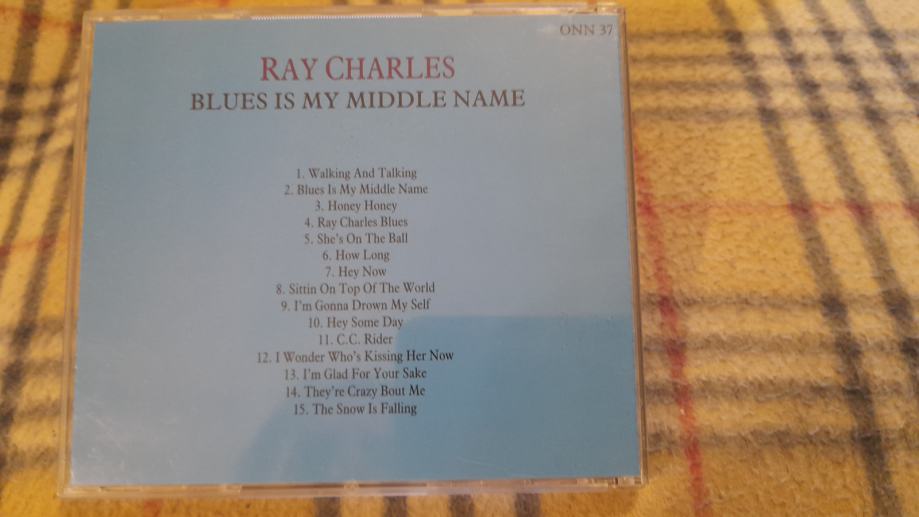 ONN 37
RAY CHARLES
BLUES IS MY MIDDLE NAME
1. Walking And Talking
2. Blues Is My Middle Name
3. Honey Honey
4. Ray Charles Blues
5. She's On The Ball
6. How Long
7. Hey Now
8. Sittin On Top Of The World
9. I'm Gonna Drown My Self
10. Hey Some Day
11. C.C. Rider
12. I Wonder Who's Kissing Her Now
13. I'm Glad For Your Sake
14. They're Crazy Bout Me
15. The Snow Is Falling